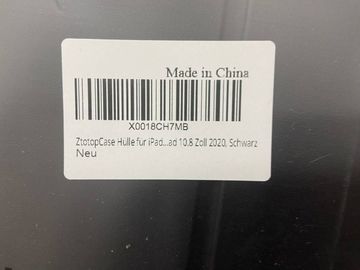 Made in China
X0018CH7MB
ZtotopCase Hülle für iPad...ad 10.8 Zoll 2020, Schwarz
Neu